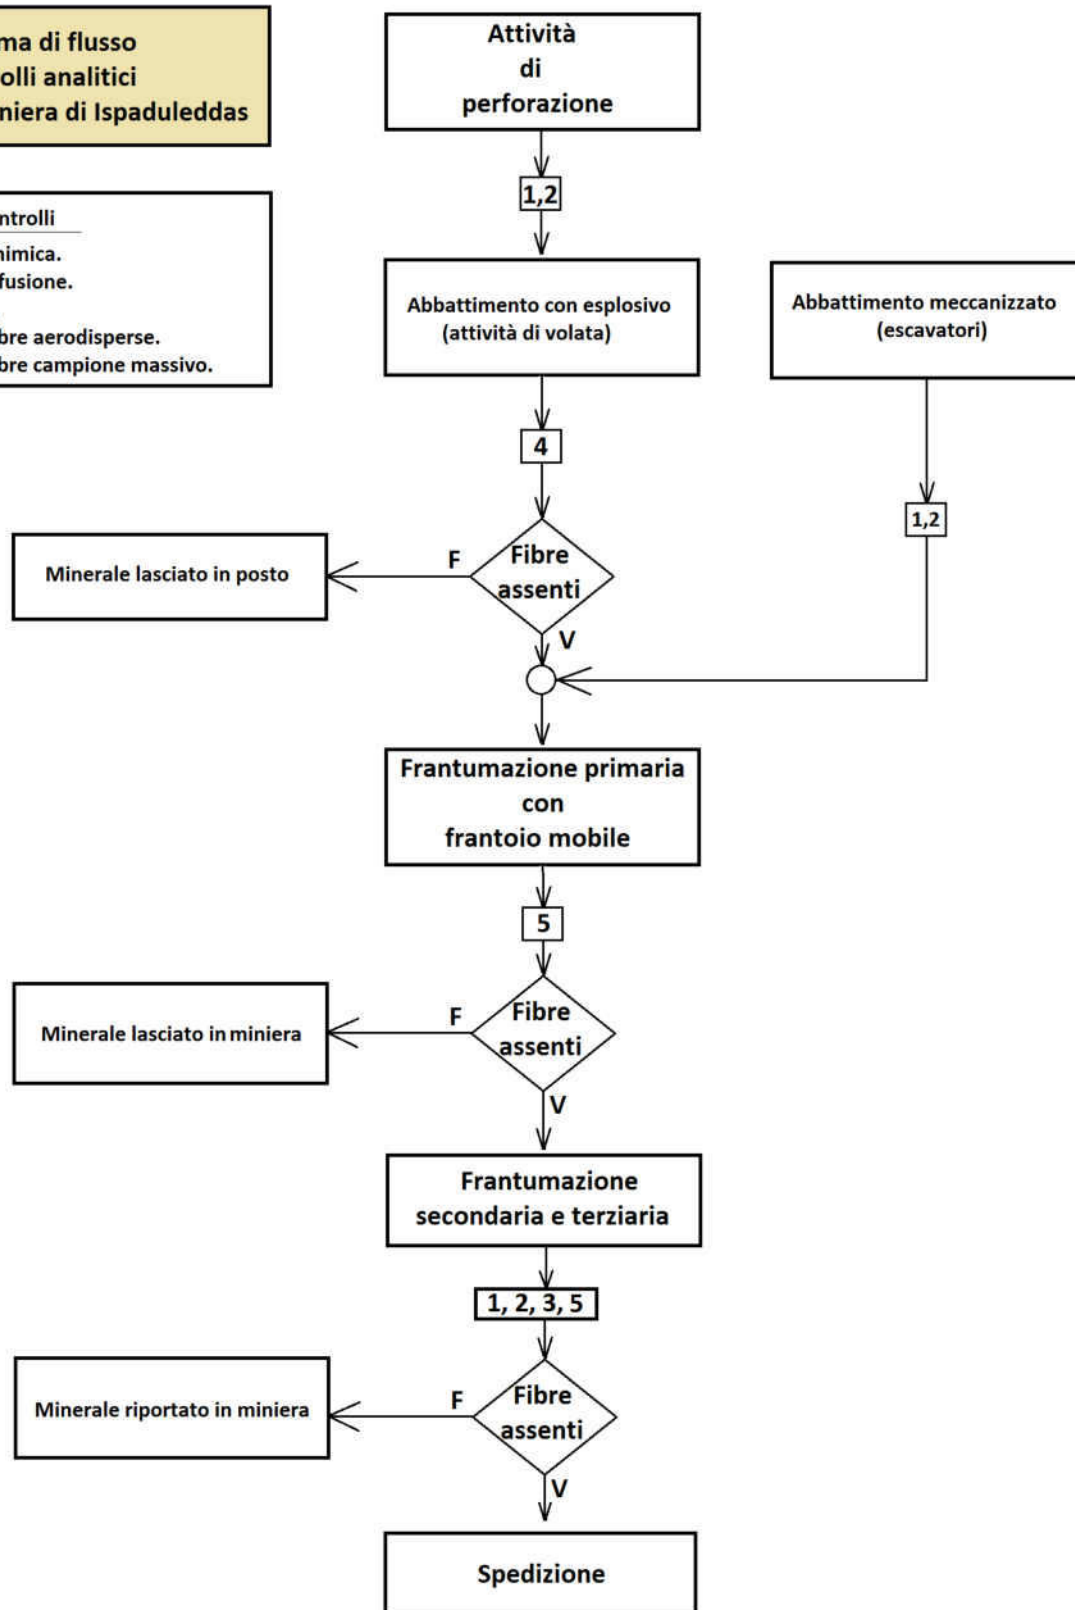 ma di flusso
olli analitici
niera di Ispaduleddas
ntrolli
himica.
fusione.
bre aerodisperse.
bre campione massivo.
Attività
di
perforazione
1,2
Abbattimento con esplosivo
(attività di volata)
Abbattimento meccanizzato
(escavatori)
4
1,2
Fibre
assenti
F
V
Minerale lasciato in posto
Frantumazione primaria
con
frantoio mobile
5
Fibre
assenti
F
V
Minerale lasciato in miniera
Frantumazione
secondaria e terziaria
1, 2, 3, 5
Fibre
assenti
F
V
Minerale riportato in miniera
Spedizione